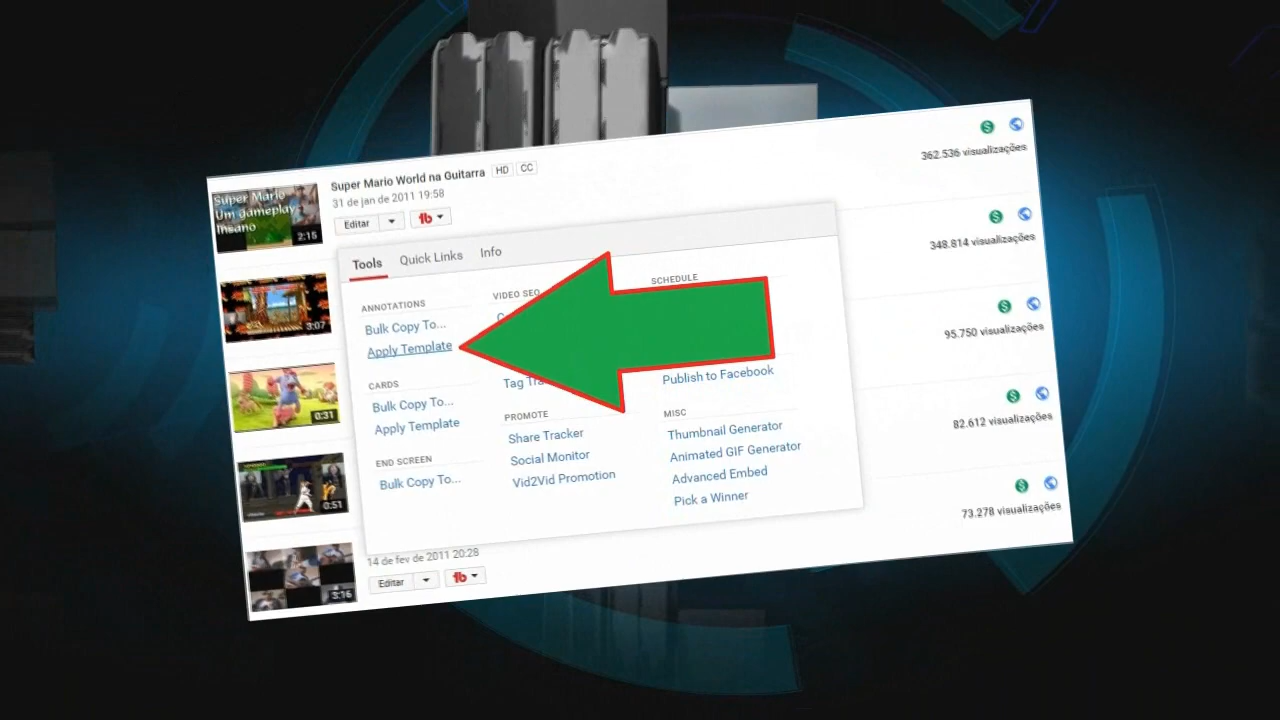 Super Mario World na Guitarra HD CC
31 de jan de 2011 19:58
Editar
Super Mario
Um gameplay
Insano
2:15
362.536 visualizações
Tools Quick Links Info
ANNOTATIONS
Bulk Copy To...
Apply Template
CARDS
Bulk Copy To...
Apply Template
END SCREEN
Bulk Copy To...
VIDEO SEO
PROMOTE
Share Tracker
Social Monitor
Vid2Vid Promotion
SCHEDULE
Publish to Facebook
MISC
Thumbnail Generator
Animated GIF Generator
Advanced Embed
Pick a Winner
3:07
348.814 visualizações
0:31
95.750 visualizações
0:51
82.612 visualizações
3:16
73.278 visualizações
14 de fev de 2011 20:28
Editar